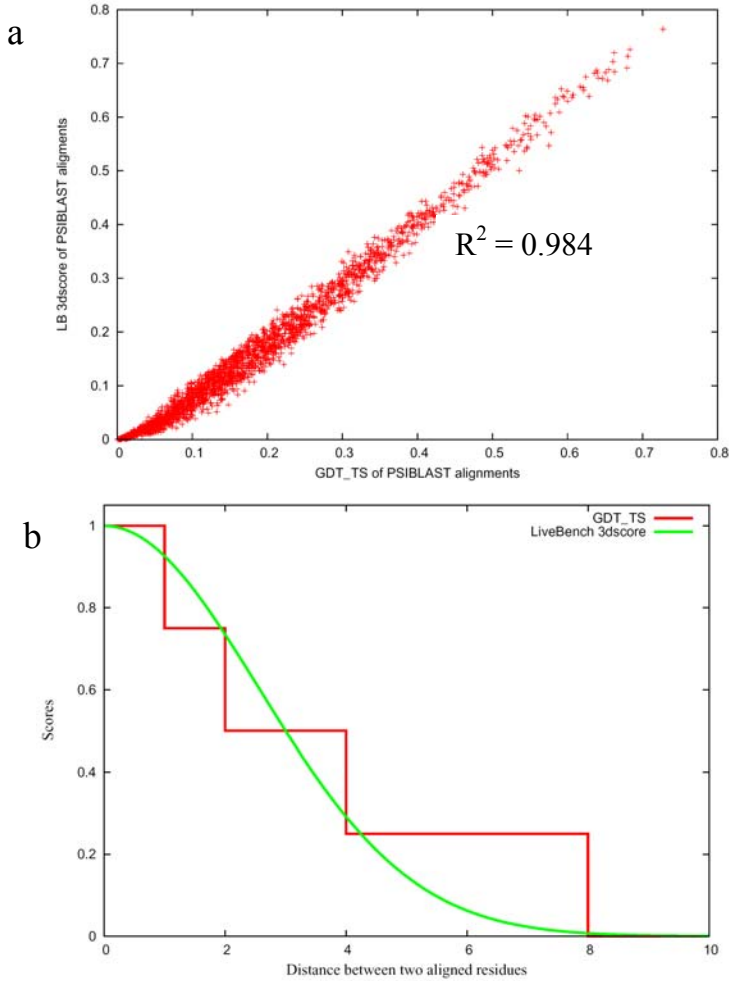 a
0.8
0.7
0.6
0.5
0.4
0.3
0.2
0.1
0
LB 3dscore of PSIBLAST aligments
R² = 0.984
0 0.1 0.2 0.3 0.4 0.5 0.6 0.7 0.8
GDT_TS of PSIBLAST alignments
b
GDT_TS
LiveBench 3dscore
1
0.8
0.6
0.4
0.2
0
Scores
0 2 4 6 8 10
Distance between two aligned residues